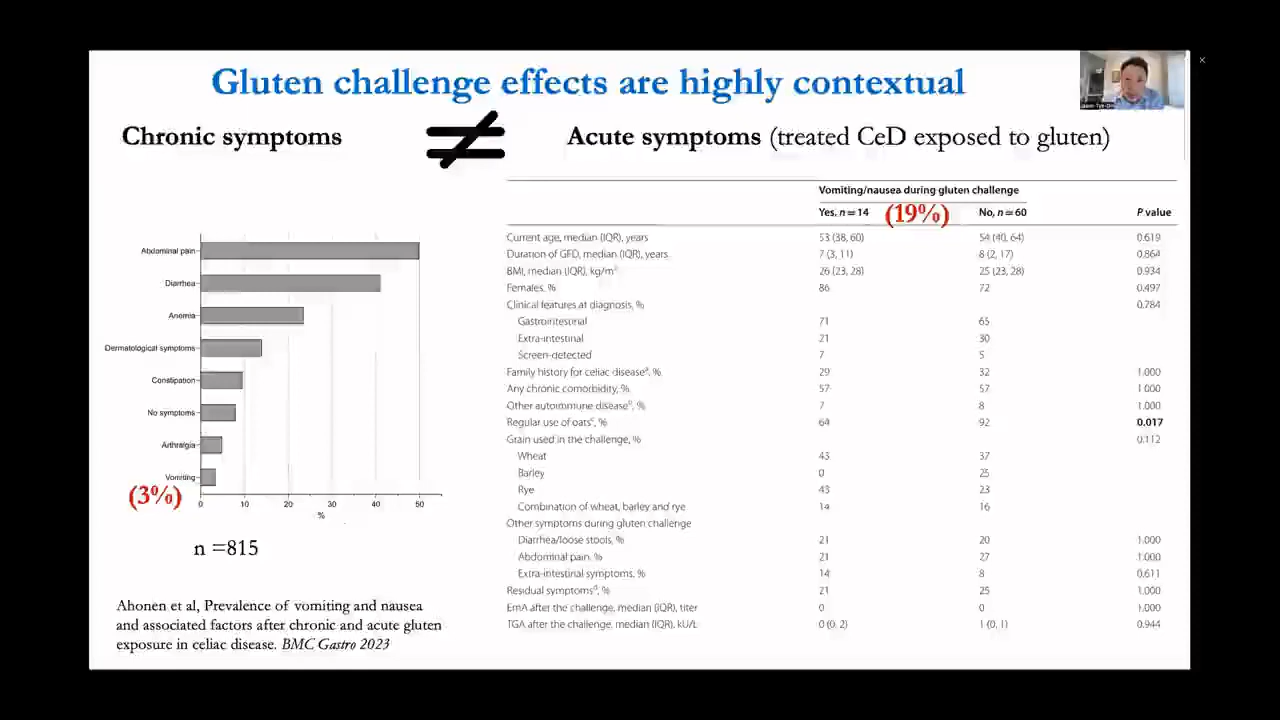 Gluten challenge effects are highly contextual
Chronic symptoms
≠
Acute symptoms (treated CeD exposed to gluten)
Abdominal pain
Diarrhea
Anemia
Dermatological symptoms
Constipation
No symptoms
Arthralgia
Vomiting
(3%)
0 10 20 30 40 50
%
n =815
Ahonen et al, Prevalence of vomiting and nausea
and associated factors after chronic and acute gluten
exposure in celiac disease. BMC Gastro 2023
Vomiting/nausea during gluten challenge
Yes, n = 14 (19%) No, n = 60 P value
Current age, median (IQR), years 53 (38, 60) 54 (40, 64) 0.619
Duration of GFD, median (IQR), years 7 (3, 11) 8 (2, 17) 0.864
BMI, median (IQR), kg/m² 26 (23, 28) 25 (23, 28) 0.934
Females, % 86 72 0.497
Clinical features at diagnosis, % 0.784
Gastrointestinal 71 65
Extra-intestinal 21 30
Screen-detected 7 5
Family history for celiac diseaseᵃ, % 29 32 1.000
Any chronic comorbidity, % 57 57 1.000
Other autoimmune diseaseᵇ, % 7 8 1.000
Regular use of oatsᶜ, % 64 92 0.017
Grain used in the challenge, % 0.112
Wheat 43 37
Barley 0 25
Rye 43 23
Combination of wheat, barley and rye 14 16
Other symptoms during gluten challenge
Diarrhea/loose stools, % 21 20 1.000
Abdominal pain, % 21 27 1.000
Extra-intestinal symptoms, % 14 8 0.611
Residual symptomsᵈ, % 21 25 1.000
EmA after the challenge, median (IQR), titer 0 0 1.000
TGA after the challenge, median (IQR), kU/L 0 (0, 2) 1 (0, 1) 0.944